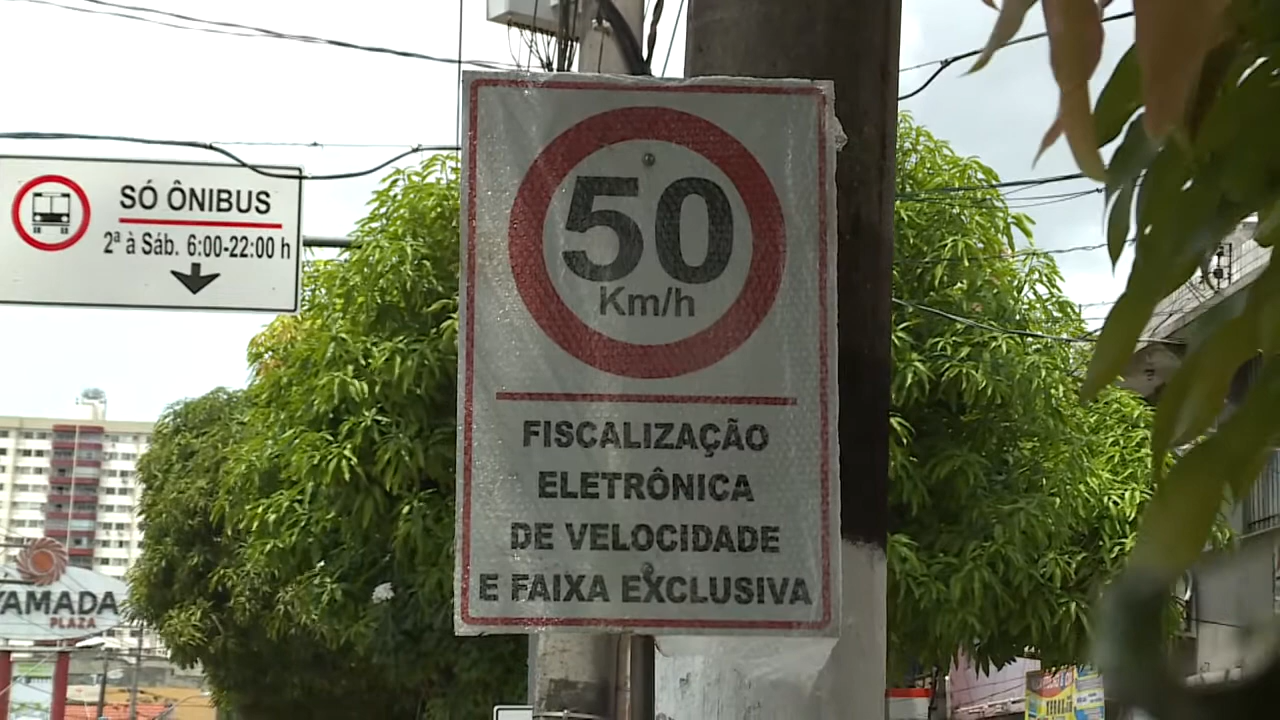 SÓ ÔNIBUS
2ª à Sáb. 6:00-22:00 h
50
Km/h
FISCALIZAÇÃO
ELETRÔNICA
DE VELOCIDADE
E FAIXA EXCLUSIVA
YAMADA
PLAZA